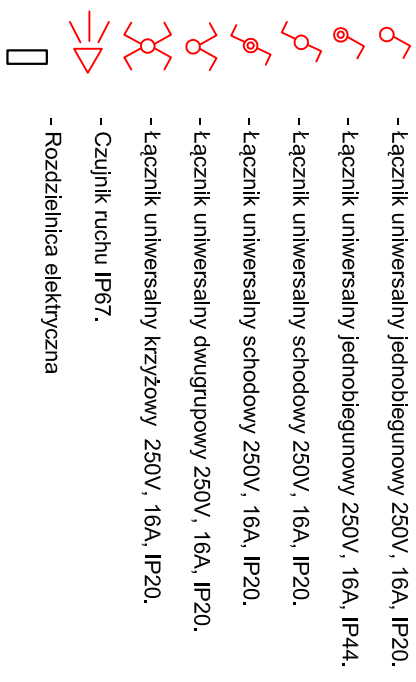 - Łącznik uniwersalny jednobiegunowy 250V, 16A, IP20.
- Łącznik uniwersalny jednobiegunowy 250V, 16A, IP44.
- Łącznik uniwersalny schodowy 250V, 16A, IP20.
- Łącznik uniwersalny schodowy 250V, 16A, IP20.
- Łącznik uniwersalny dwugrupowy 250V, 16A, IP20.
- Łącznik uniwersalny krzyżowy 250V, 16A, IP20.
- Czujnik ruchu IP67.
- Rozdzielnica elektryczna